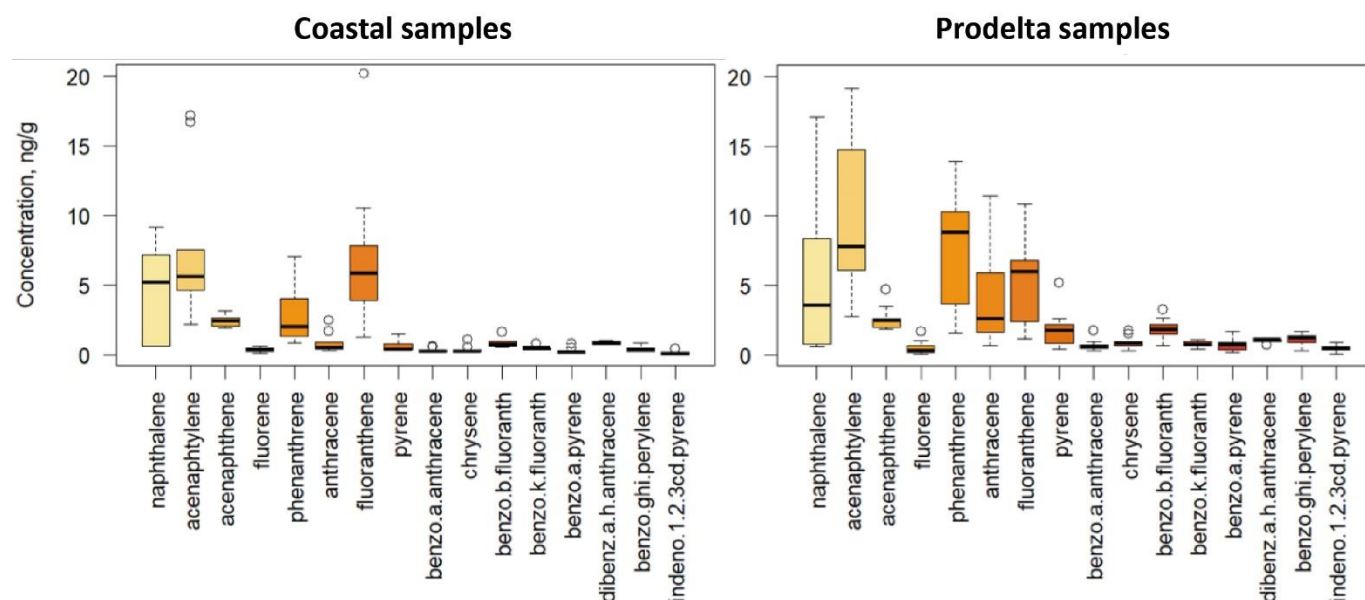 Coastal samples
Prodelta samples
Concentration, ng/g
20
15
10
5
0
naphthalene
acenaphtylene
acenaphthene
fluorene
phenanthrene
anthracene
fluoranthene
pyrene
benzo.a.anthracene
chrysene
benzo.b.fluoranth
benzo.k.fluoranth
benzo.a.pyrene
dibenz.a.h.anthracene
benzo.ghi.perylene
indeno.1.2.3cd.pyrene
20
15
10
5
0
naphthalene
acenaphtylene
acenaphthene
fluorene
phenanthrene
anthracene
fluoranthene
pyrene
benzo.a.anthracene
chrysene
benzo.b.fluoranth
benzo.k.fluoranth
benzo.a.pyrene
dibenz.a.h.anthracene
benzo.ghi.perylene
indeno.1.2.3cd.pyrene